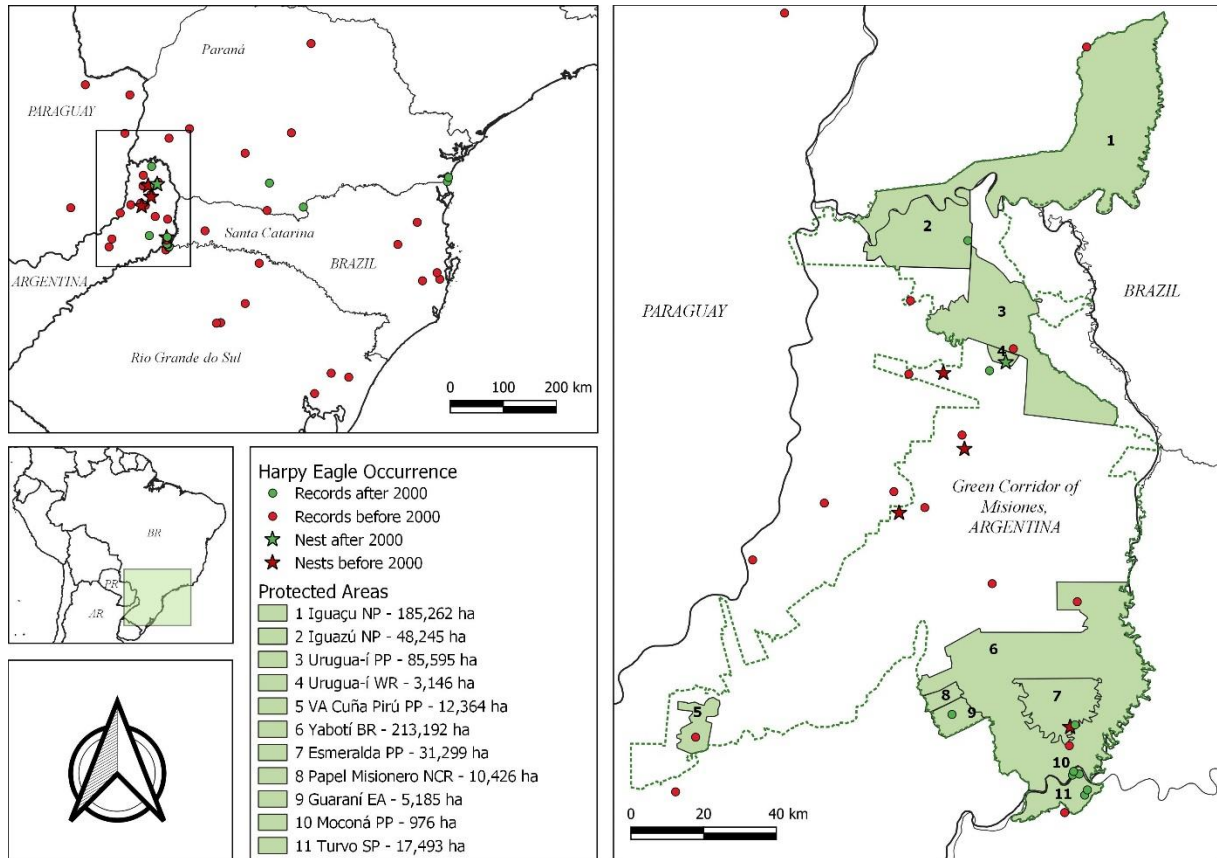 Paraná
PARAGUAY
Santa Catarina
BRAZIL
ARGENTINA
Rio Grande do Sul
0 100 200 km
BR
PR
AR
Harpy Eagle Occurrence
Records after 2000
Records before 2000
Nest after 2000
Nests before 2000
Protected Areas
1 Iguaçu NP - 185,262 ha
2 Iguazú NP - 48,245 ha
3 Urugua-í PP - 85,595 ha
4 Urugua-í WR - 3,146 ha
5 VA Cuña Pirú PP - 12,364 ha
6 Yabotí BR - 213,192 ha
7 Esmeralda PP - 31,299 ha
8 Papel Misionero NCR - 10,426 ha
9 Guaraní EA - 5,185 ha
10 Moconá PP - 976 ha
11 Turvo SP - 17,493 ha
1
2
BRAZIL
PARAGUAY
3
4
Green Corridor of
Misiones,
ARGENTINA
6
7
8
9
5
10
11
0 20 40 km